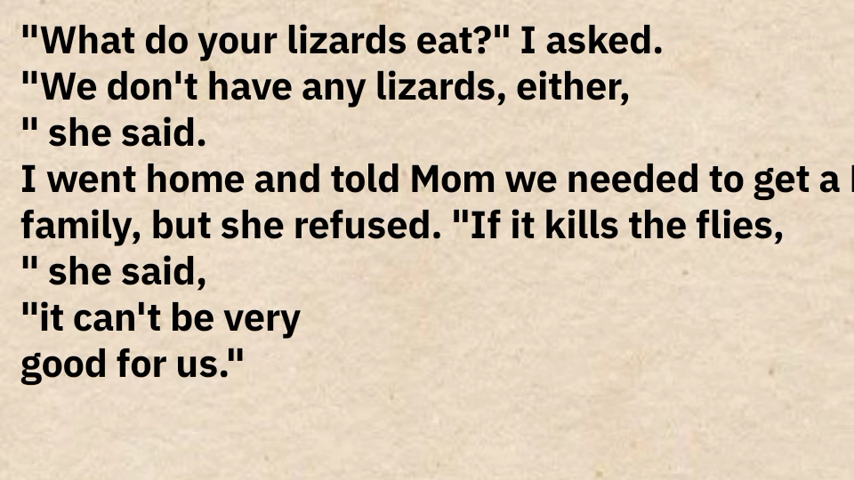 "What do your lizards eat?" I asked.
"We don't have any lizards, either,
" she said.
I went home and told Mom we needed to get a
family, but she refused. "If it kills the flies,
" she said,
"it can't be very
good for us."